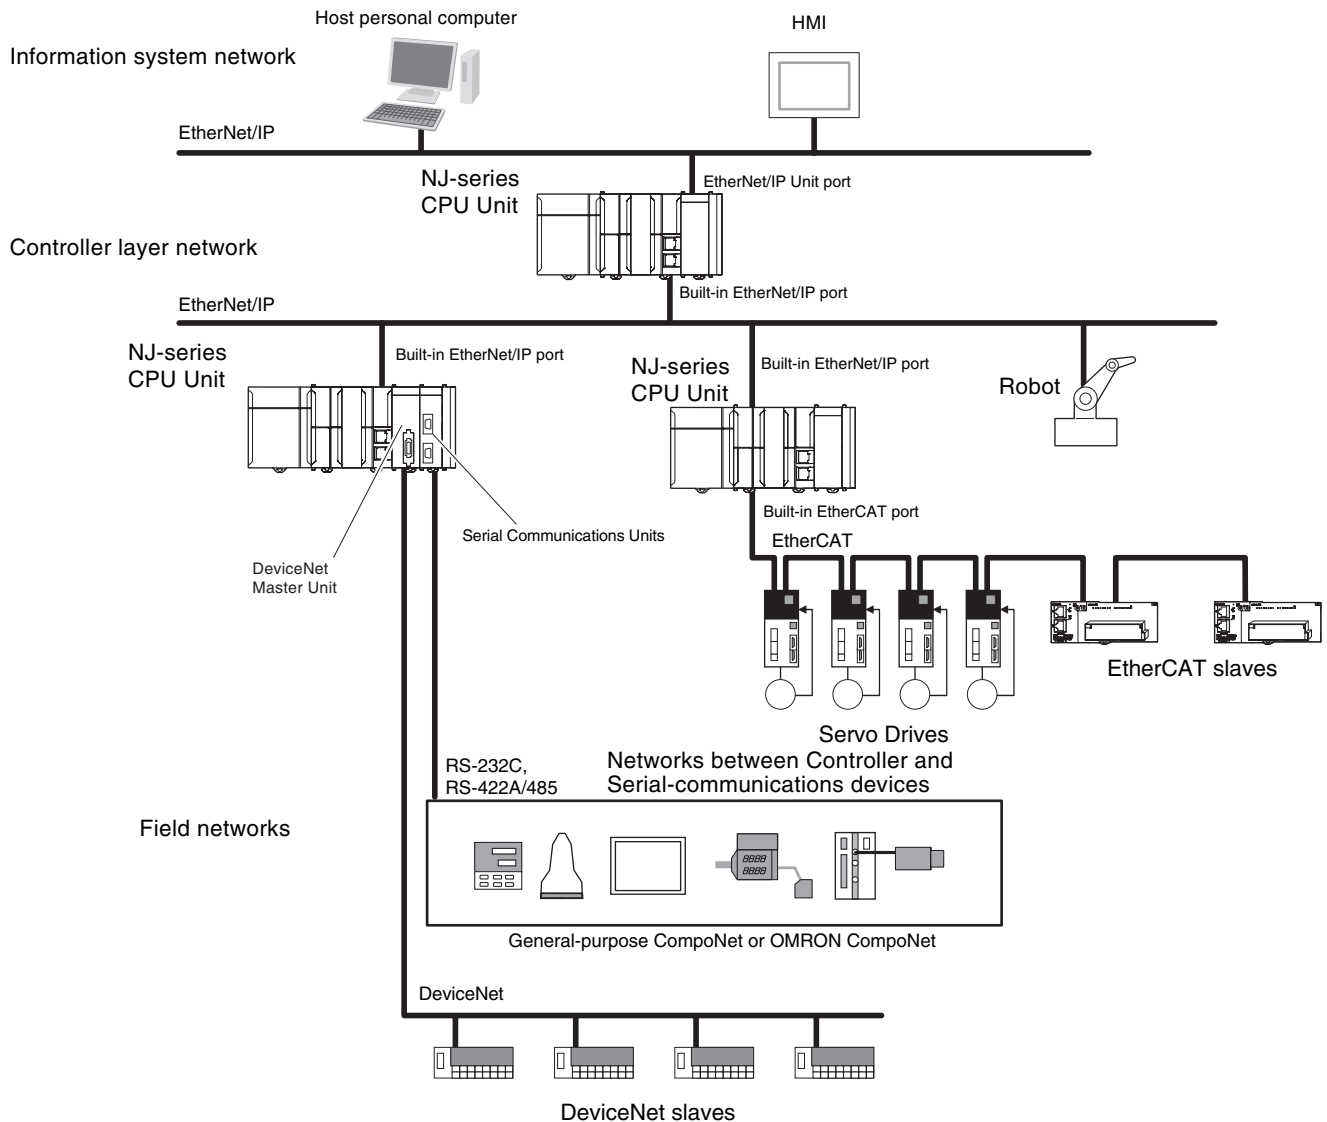 Host personal computer
HMI
Information system network
EtherNet/IP
NJ-series
CPU Unit
EtherNet/IP Unit port
Controller layer network
Built-in EtherNet/IP port
EtherNet/IP
NJ-series
CPU Unit
Built-in EtherNet/IP port
NJ-series
CPU Unit
Built-in EtherNet/IP port
Robot
Built-in EtherCAT port
Serial Communications Units
EtherCAT
DeviceNet
Master Unit
EtherCAT slaves
Servo Drives
RS-232C,
RS-422A/485
Networks between Controller and
Serial-communications devices
Field networks
8888
8888
General-purpose CompoNet or OMRON CompoNet
DeviceNet
DeviceNet slaves